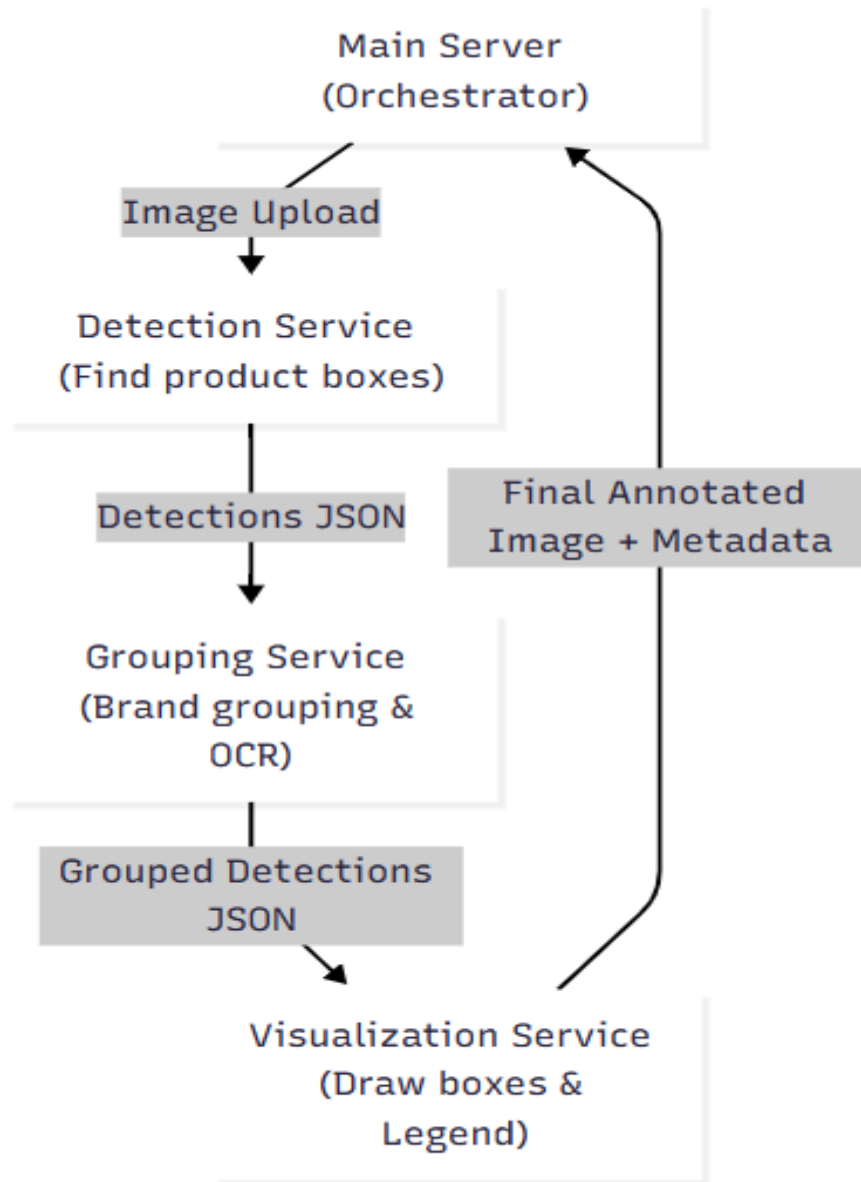 Main Server
(Orchestrator)
Image Upload
Detection Service
(Find product boxes)
Detections JSON
Final Annotated
Image + Metadata
Grouping Service
(Brand grouping &
OCR)
Grouped Detections
JSON
Visualization Service
(Draw boxes &
Legend)